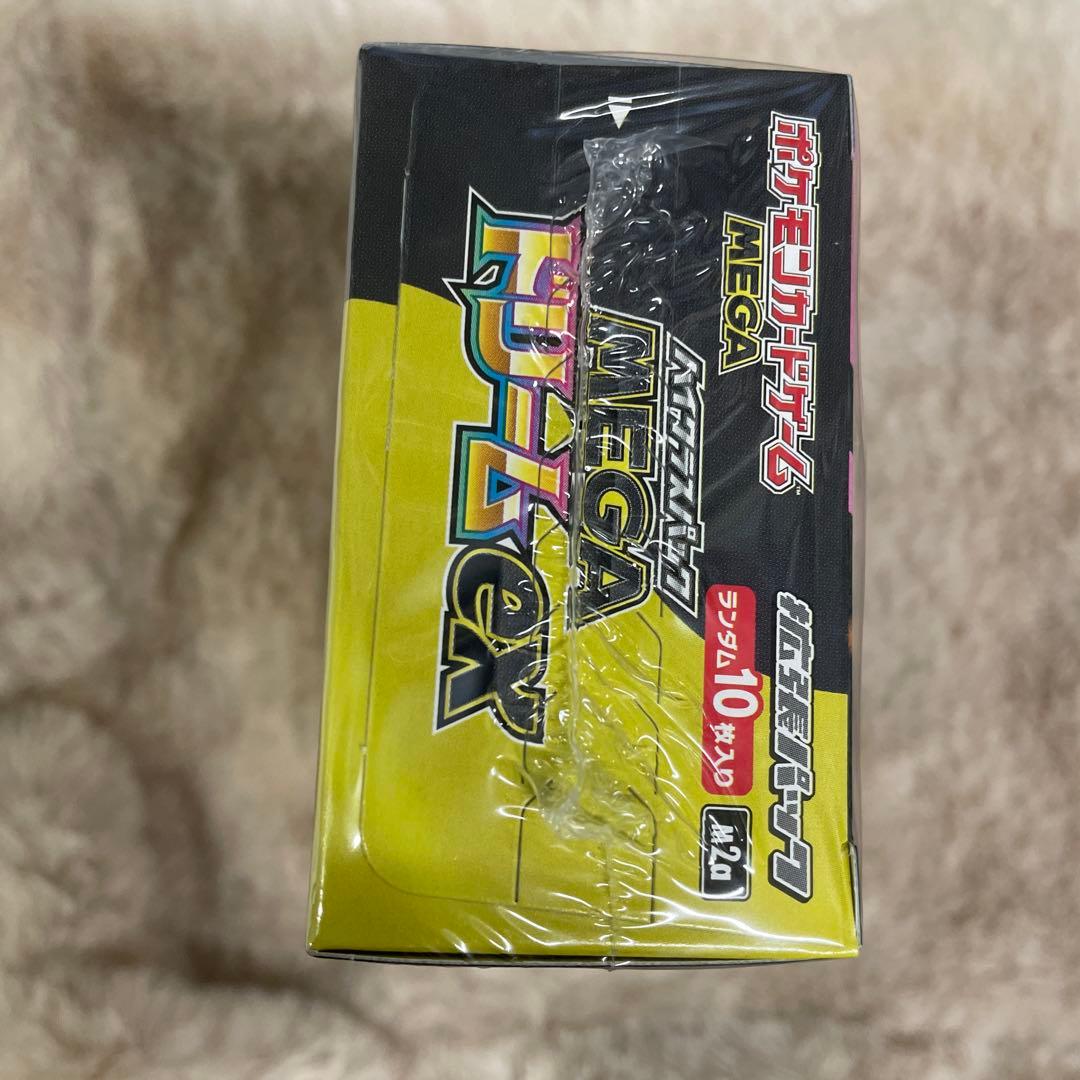 ポケモンカードゲーム
MEGA
拡張パック
ハイクラスパック
MEGA
ドリームex
ランダム10枚入り
M2a